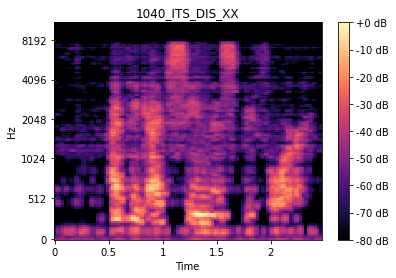 1040_ITS_DIS_XX
Hz
8192
4096
2048
1024
512
0
0
0.5
1
1.5
2
Time
+0 dB
-10 dB
-20 dB
-30 dB
-40 dB
-50 dB
-60 dB
-70 dB
-80 dB